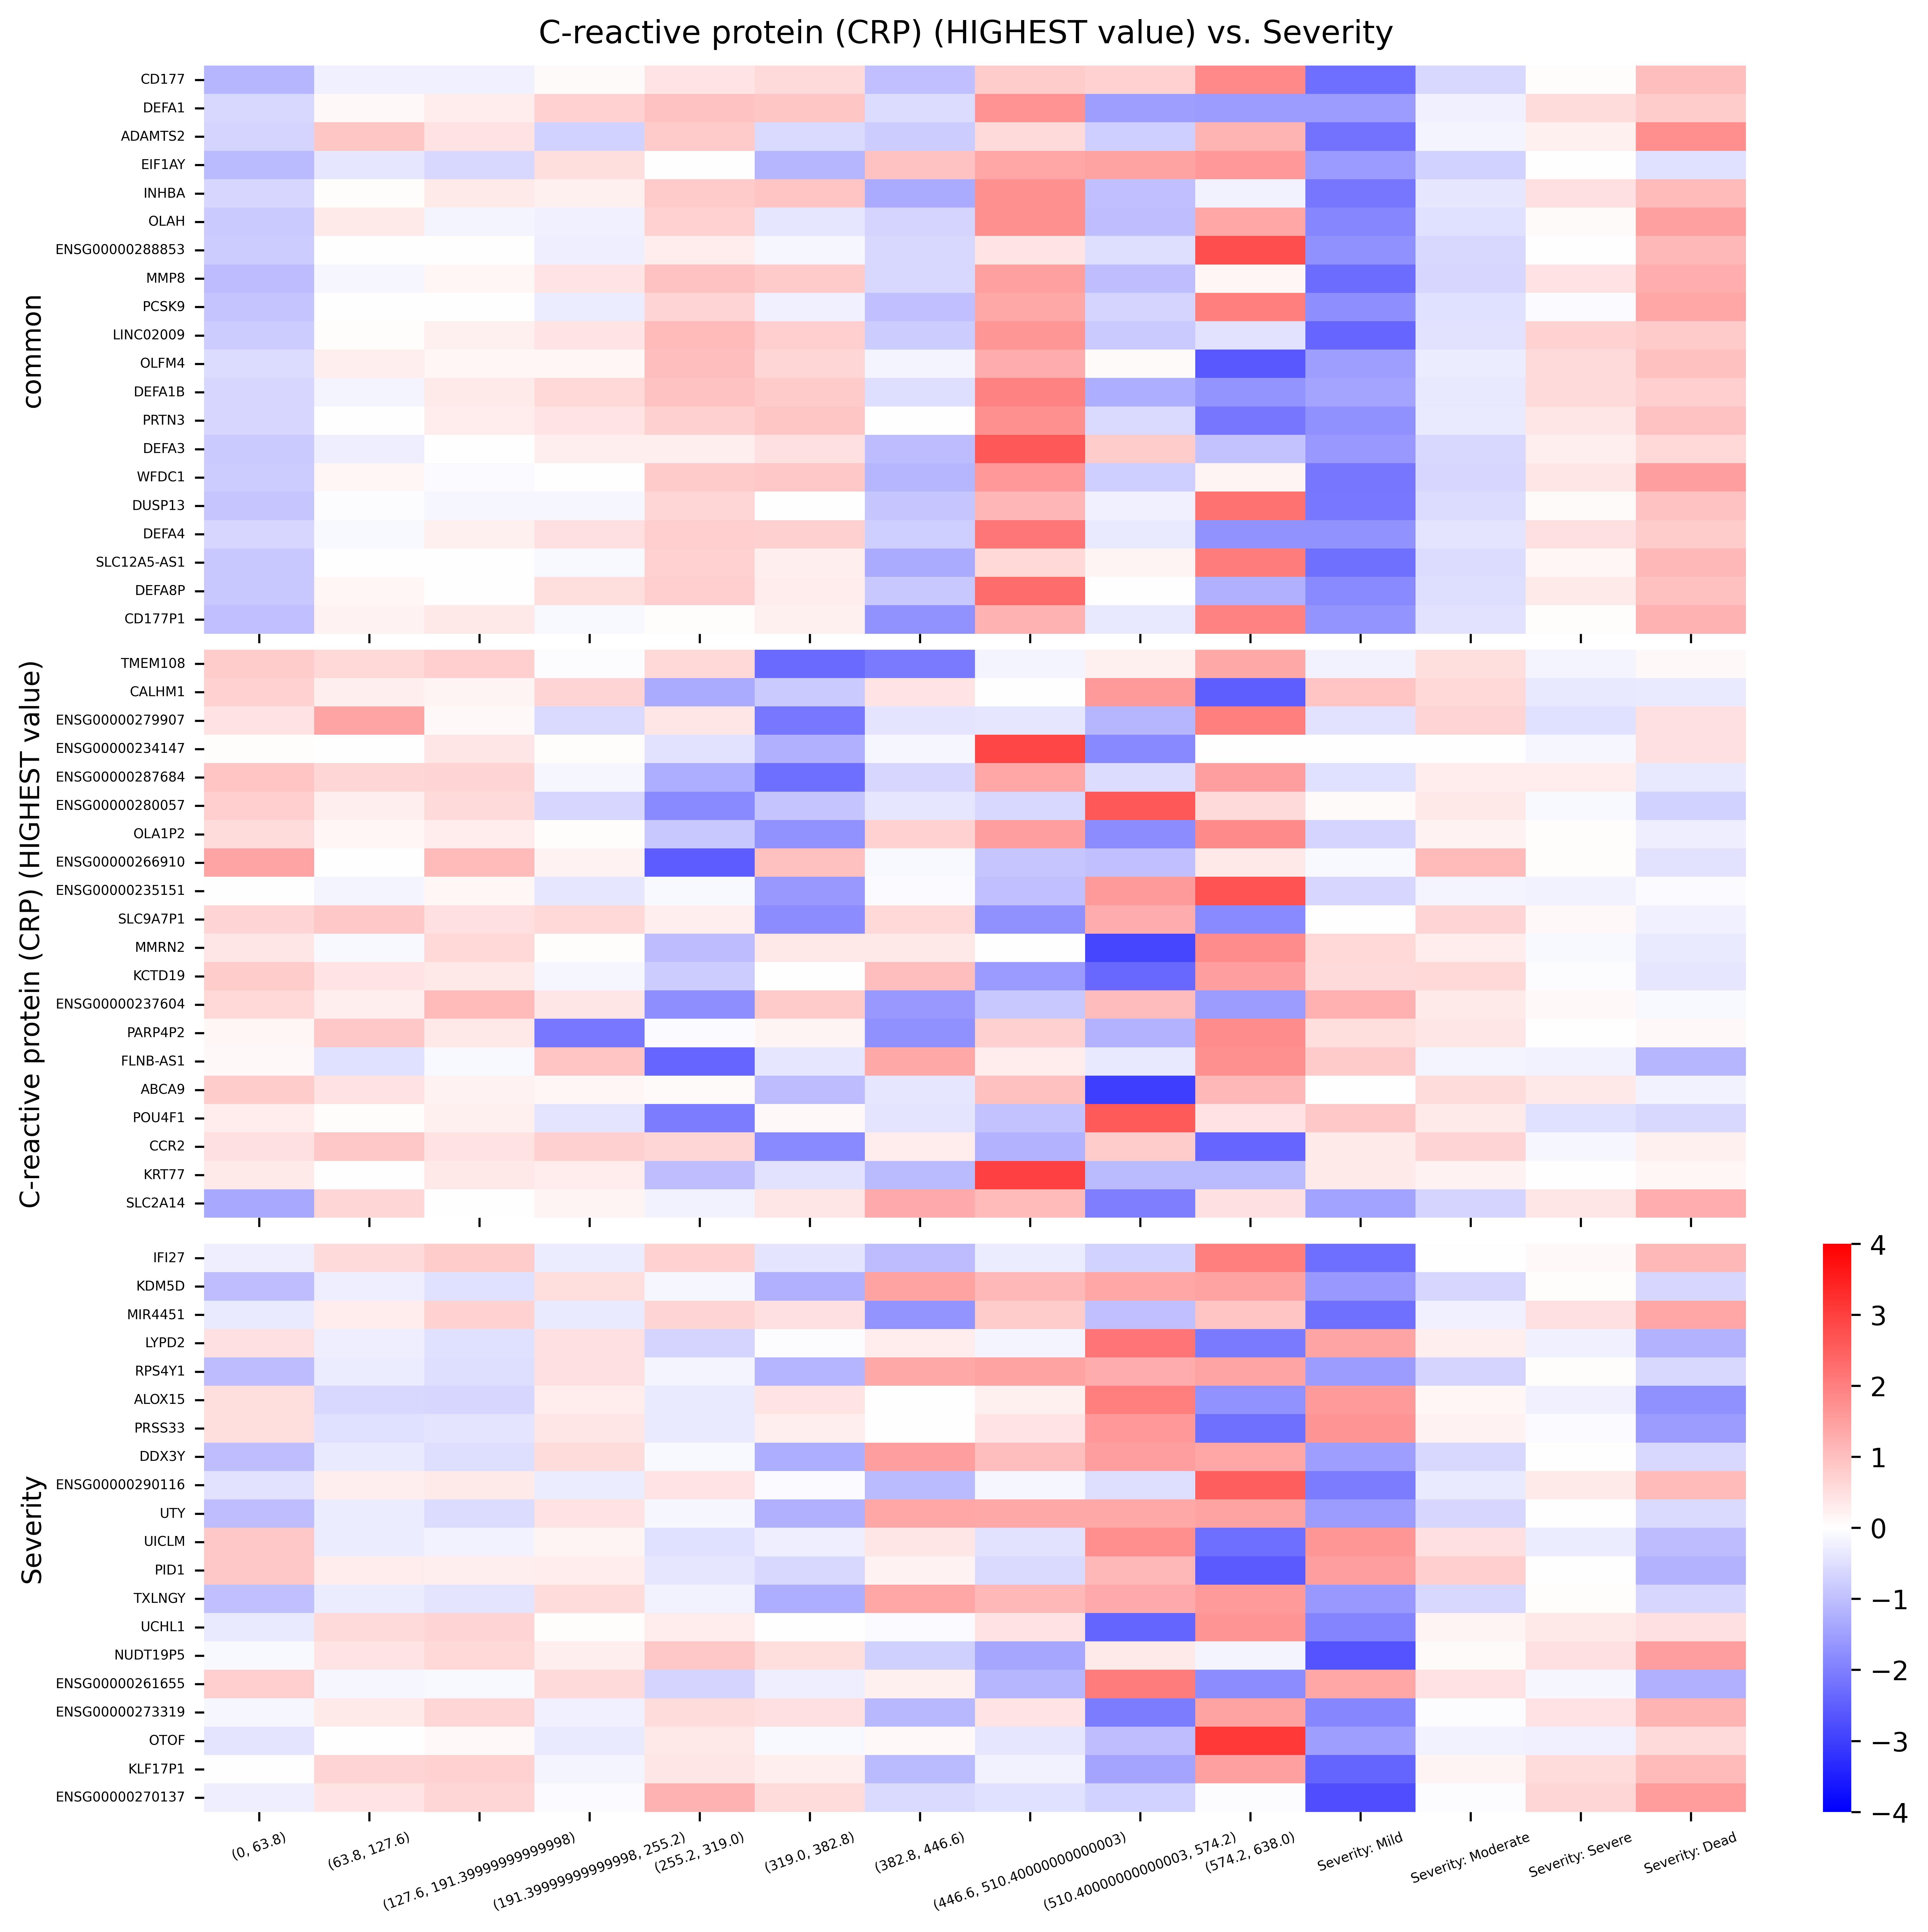 C-reactive protein (CRP) (HIGHEST value) vs. Severity
common
CD177
DEFA1
ADAMTS2
EIF1AY
INHBA
OLAH
ENSG00000288853
MMP8
PCSK9
LINC02009
OLFM4
DEFA1B
PRTN3
DEFA3
WFDC1
DUSP13
DEFA4
SLC12A5-AS1
DEFA8P
CD177P1
C-reactive protein (CRP) (HIGHEST value)
TMEM108
CALHM1
ENSG00000279907
ENSG00000234147
ENSG00000287684
ENSG00000280057
OLA1P2
ENSG00000266910
ENSG00000235151
SLC9A7P1
MMRN2
KCTD19
ENSG00000237604
PARP4P2
FLNB-AS1
ABCA9
POU4F1
CCR2
KRT77
SLC2A14
Severity
IFI27
KDM5D
MIR4451
LYPD2
RPS4Y1
ALOX15
PRSS33
DDX3Y
ENSG00000290116
UTY
UICLM
PID1
TXLNGY
UCHL1
NUDT19P5
ENSG00000261655
ENSG00000273319
OTOF
KLF17P1
ENSG00000270137
4
3
2
1
0
−1
−2
−3
−4
(0, 63.8)
(63.8, 127.6)
(127.6, 191.39999999999998)
(191.39999999999998, 255.2)
(255.2, 319.0)
(319.0, 382.8)
(382.8, 446.6)
(446.6, 510.40000000000003)
(510.40000000000003, 574.2)
(574.2, 638.0)
Severity: Mild
Severity: Moderate
Severity: Severe
Severity: Dead